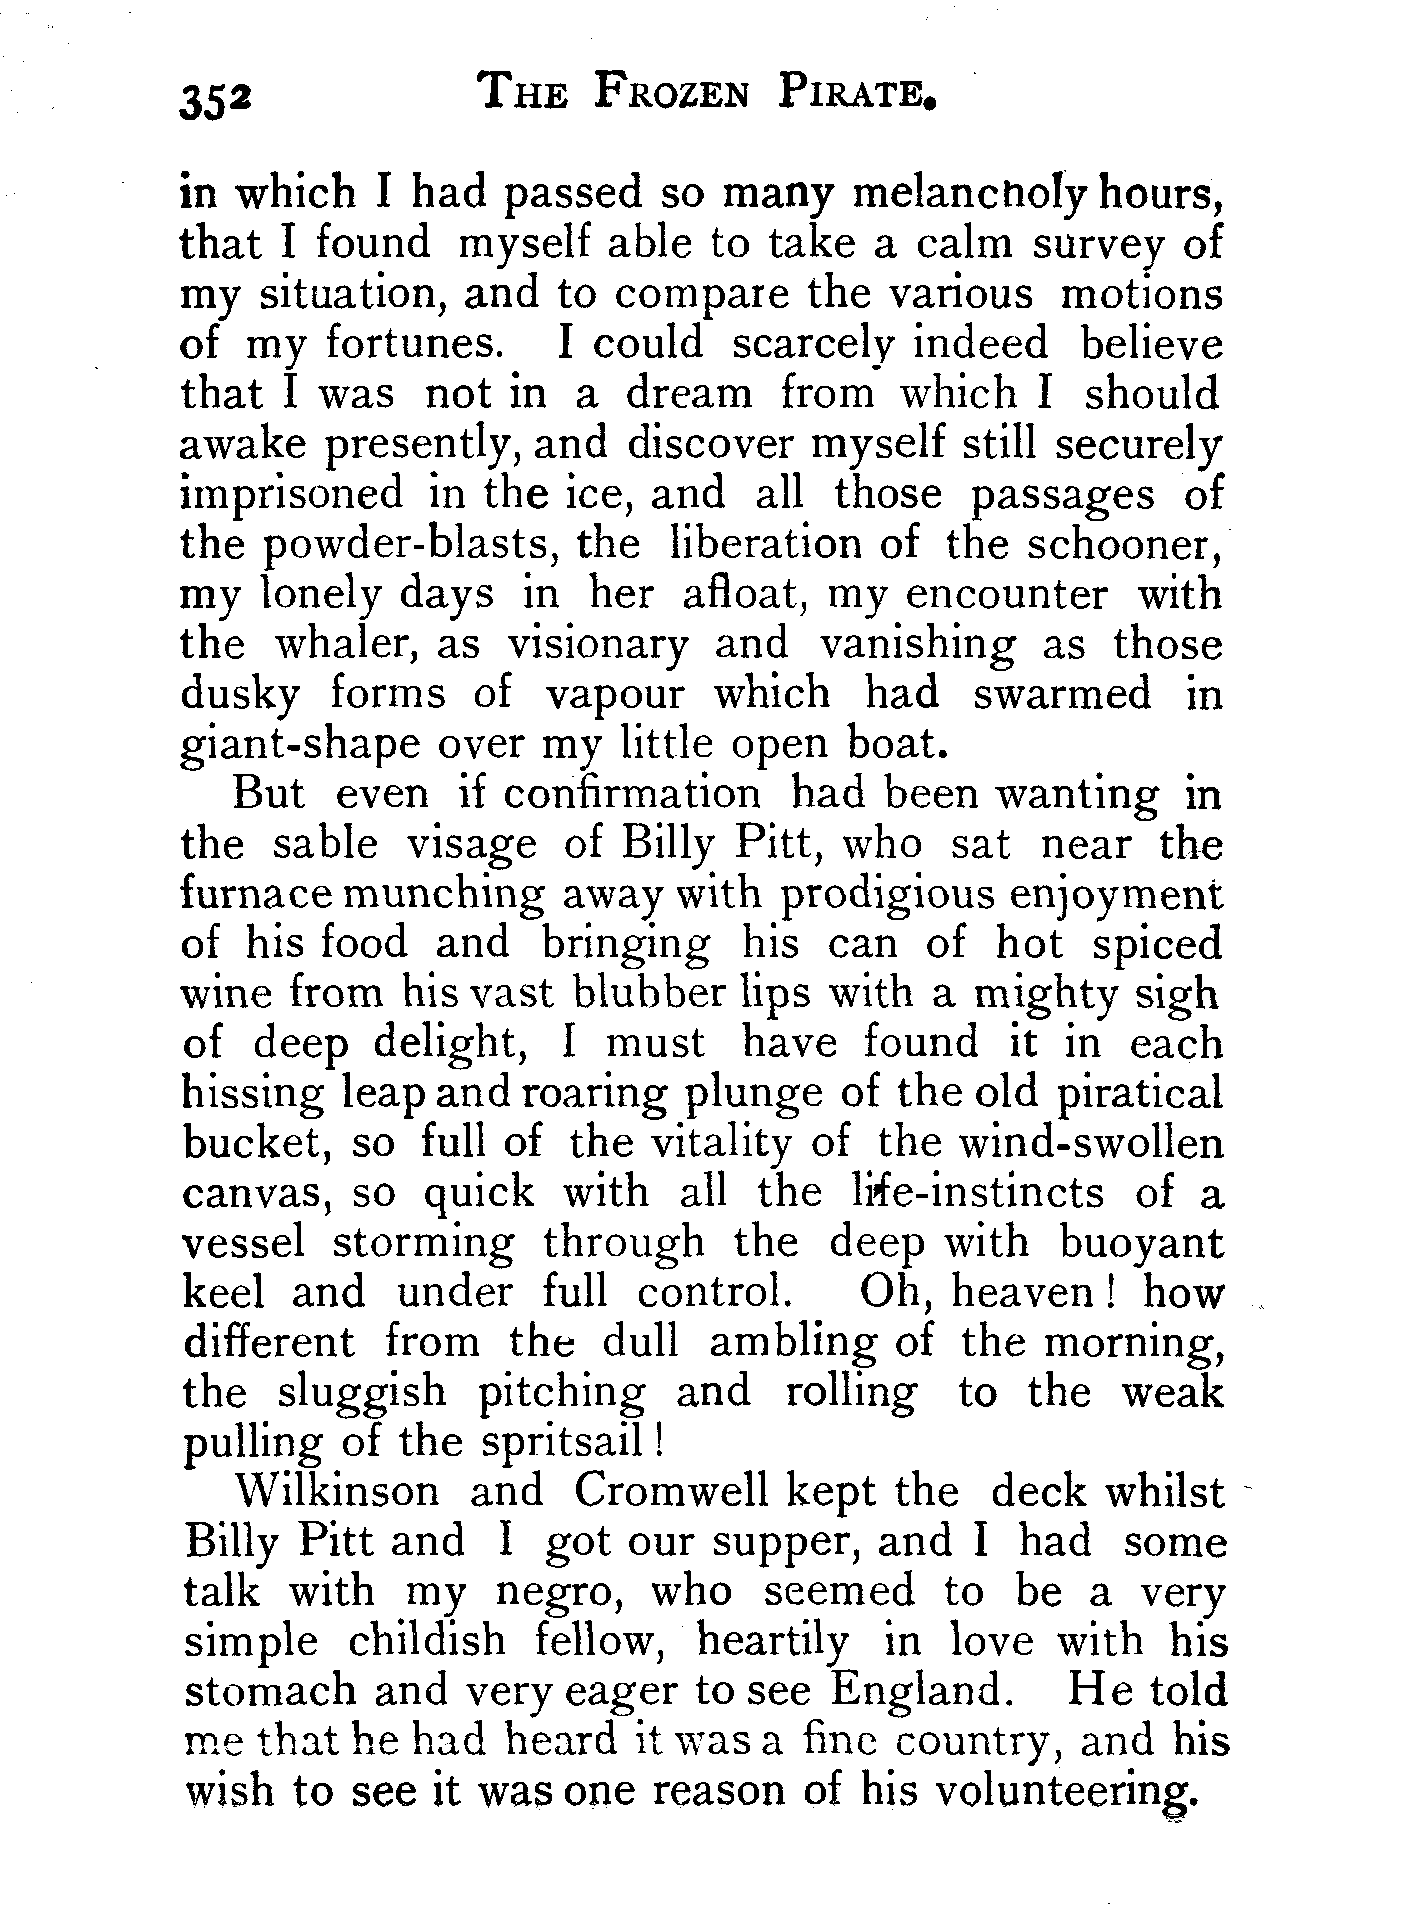 352 THE FROZEN PIRATE.
in which I had passed so many melancholy hours,
that I found myself able to take a calm survey of
my situation, and to compare the various motions
of my fortunes. I could scarcely indeed believe
that I was not in a dream from which I should
awake presently, and discover myself still securely
imprisoned in the ice, and all those passages of
the powder-blasts, the liberation of the schooner,
my lonely days in her afloat, my encounter with
the whaler, as visionary and vanishing as those
dusky forms of vapour which had swarmed in
giant-shape over my little open boat.
But even if confirmation had been wanting in
the sable visage of Billy Pitt, who sat near the
furnace munching away with prodigious enjoyment
of his food and bringing his can of hot spiced
wine from his vast blubber lips with a mighty sigh
of deep delight, I must have found it in each
hissing leap and roaring plunge of the old piratical
bucket, so full of the vitality of the wind-swollen
canvas, so quick with all the life-instincts of a
vessel storming through the deep with buoyant
keel and under full control. Oh, heaven! how
different from the dull ambling of the morning,
the sluggish pitching and rolling to the weak
pulling of the spritsail!
Wilkinson and Cromwell kept the deck whilst
Billy Pitt and I got our supper, and I had some
talk with my negro, who seemed to be a very
simple childish fellow, heartily in love with his
stomach and very eager to see England. He told
me that he had heard it was a fine country, and his
wish to see it was one reason of his volunteering.